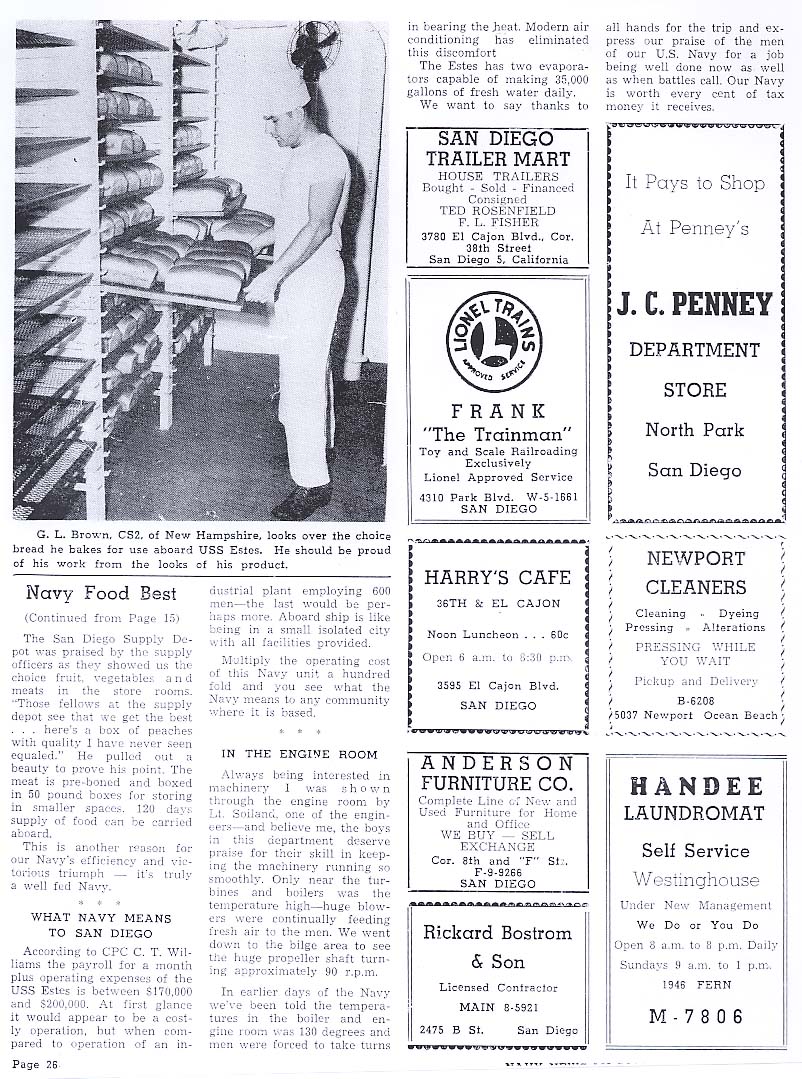 G. L. Brown, CS2, of New Hampshire, looks over the choice
bread he bakes for use aboard USS Estes. He should be proud
of his work from the looks of his product.
Navy Food Best
(Continued from Page 15)
The San Diego Supply De-
pot was praised by the supply
officers as they showed us the
choice fruit, vegetables and
meats in the store rooms.
"Those fellows at the supply
depot see that we get the best
. . . here's a box of peaches
with quality I have never seen
equaled." He pulled out a
beauty to prove his point. The
meat is pre-boned and boxed
in 50 pound boxes for storing
in smaller spaces. 120 days
supply of food can be carried
aboard.
This is another reason for
our Navy's efficiency and vic-
torious triumph — it's truly
a well fed Navy.
* * *
WHAT NAVY MEANS
TO SAN DIEGO
According to CPC C. T. Wil-
liams the payroll for a month
plus operating expenses of the
USS Estes is between $170,000
and $200,000. At first glance
it would appear to be a cost-
ly operation, but when com-
pared to operation of an in-
dustrial plant employing 600
men—the last would be per-
haps more. Aboard ship is like
being in a small isolated city
with all facilities provided.
Multiply the operating cost
of this Navy unit a hundred
fold and you see what the
Navy means to any community
where it is based.
* * *
IN THE ENGINE ROOM
Always being interested in
machinery I was shown
through the engine room by
Lt. Soiland, one of the engin-
eers—and believe me, the boys
in this department deserve
praise for their skill in keep-
ing the machinery running so
smoothly. Only near the tur-
bines and boilers was the
temperature high—huge blow-
ers were continually feeding
fresh air to the men. We went
down to the bilge area to see
the huge propeller shaft turn-
ing approximately 90 r.p.m.
In earlier days of the Navy
we've been told the tempera-
tures in the boiler and en-
gine room was 130 degrees and
men were forced to take turns
in bearing the heat. Modern air
conditioning has eliminated
this discomfort
The Estes has two evapora-
tors capable of making 35,000
gallons of fresh water daily.
We want to say thanks to
all hands for the trip and ex-
press our praise of the men
of our U.S. Navy for a job
being well done now as well
as when battles call. Our Navy
is worth every cent of tax
money it receives.
SAN DIEGO
TRAILER MART
HOUSE TRAILERS
Bought - Sold - Financed
Consigned
TED ROSENFIELD
F. L. FISHER
3780 El Cajon Blvd., Cor.
38th Street
San Diego 5, California
LIONEL TRAINS
L
APPROVED SERVICE
FRANK
"The Trainman"
Toy and Scale Railroading
Exclusively
Lionel Approved Service
4310 Park Blvd. W-5-1661
SAN DIEGO
HARRY'S CAFE
36TH & EL CAJON
Noon Luncheon . . . 60c
Open 6 a.m. to 8:30 p.m.
3595 El Cajon Blvd.
SAN DIEGO
ANDERSON
FURNITURE CO.
Complete Line of New and
Used Furniture for Home
and Office
WE BUY — SELL
EXCHANGE
Cor. 8th and "F" Sts.
F-9-9266
SAN DIEGO
Rickard Bostrom
& Son
Licensed Contractor
MAIN 8-5921
2475 B St. San Diego
It Pays to Shop
At Penney's
J. C. PENNEY
DEPARTMENT
STORE
North Park
San Diego
NEWPORT
CLEANERS
Cleaning - Dyeing
Pressing - Alterations
PRESSING WHILE
YOU WAIT
Pickup and Delivery
B-6208
5037 Newport Ocean Beach
HANDEE
LAUNDROMAT
Self Service
Westinghouse
Under New Management
We Do or You Do
Open 8 a.m. to 8 p.m. Daily
Sundays 9 a.m. to 1 p.m.
1946 FERN
M-7806
Page 26